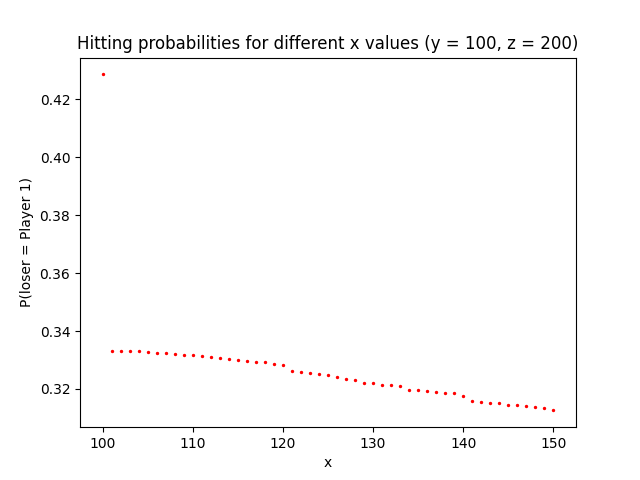 Hitting probabilities for different x values (y = 100, z = 200)
P(loser = Player 1)
0.42
0.40
0.38
0.36
0.34
0.32
100 110 120 130 140 150
x